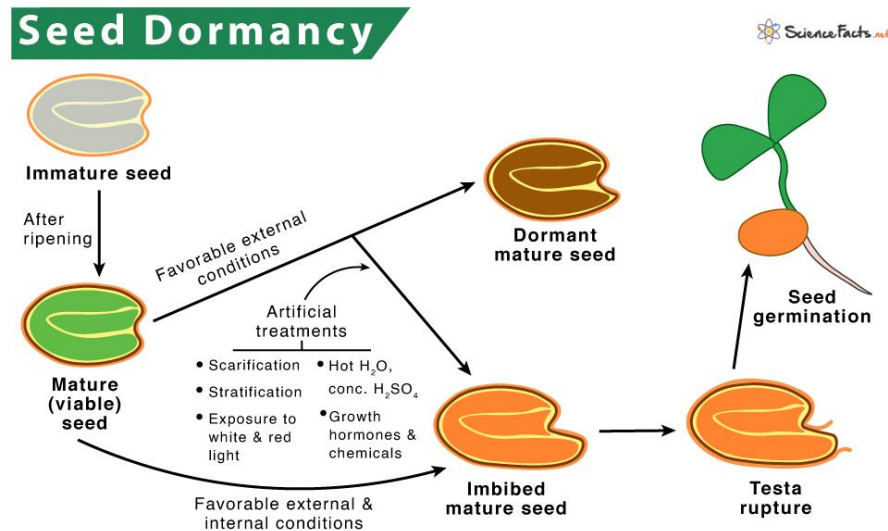 Seed Dormancy
ScienceFacts.net
Immature seed
After
ripening
Favorable external
conditions
Dormant
mature seed
Mature
(viable)
seed
Artificial
treatments
• Scarification
• Stratification
• Exposure to
white & red
light
• Hot H₂O,
conc. H₂SO₄
• Growth
hormones &
chemicals
Seed
germination
Favorable external &
internal conditions
Imbibed
mature seed
Testa
rupture